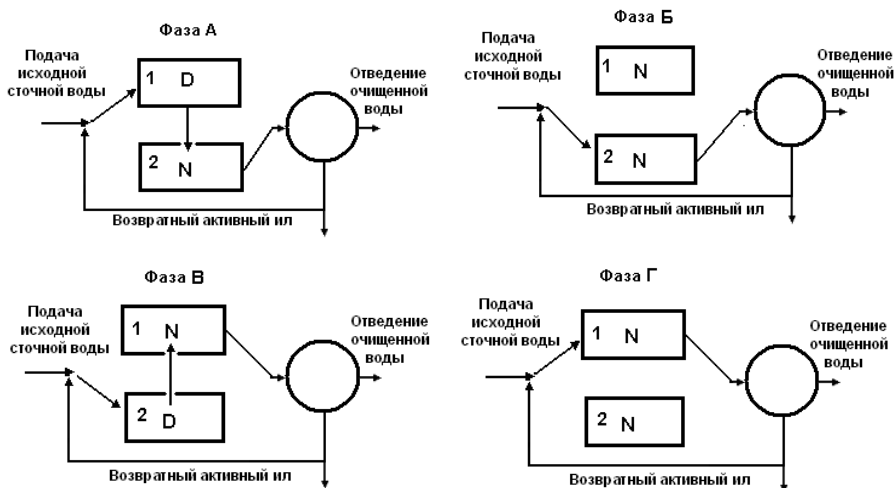 Фаза А
Подача
исходной
сточной воды
1 D
2 N
Отведение
очищенной
воды
Возвратный активный ил
Фаза Б
Подача
исходной
сточной воды
1 N
2 N
Отведение
очищенной
воды
Возвратный активный ил
Фаза В
Подача
исходной
сточной воды
1 N
2 D
Отведение
очищенной
воды
Возвратный активный ил
Фаза Г
Подача
исходной
сточной воды
1 N
2 N
Отведение
очищенной
воды
Возвратный активный ил